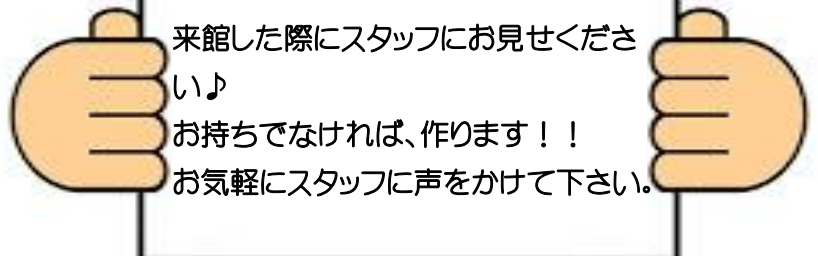 来館した際にスタッフにお見せくださ
い♪
お持ちでなければ、作ります！！
お気軽にスタッフに声をかけて下さい。